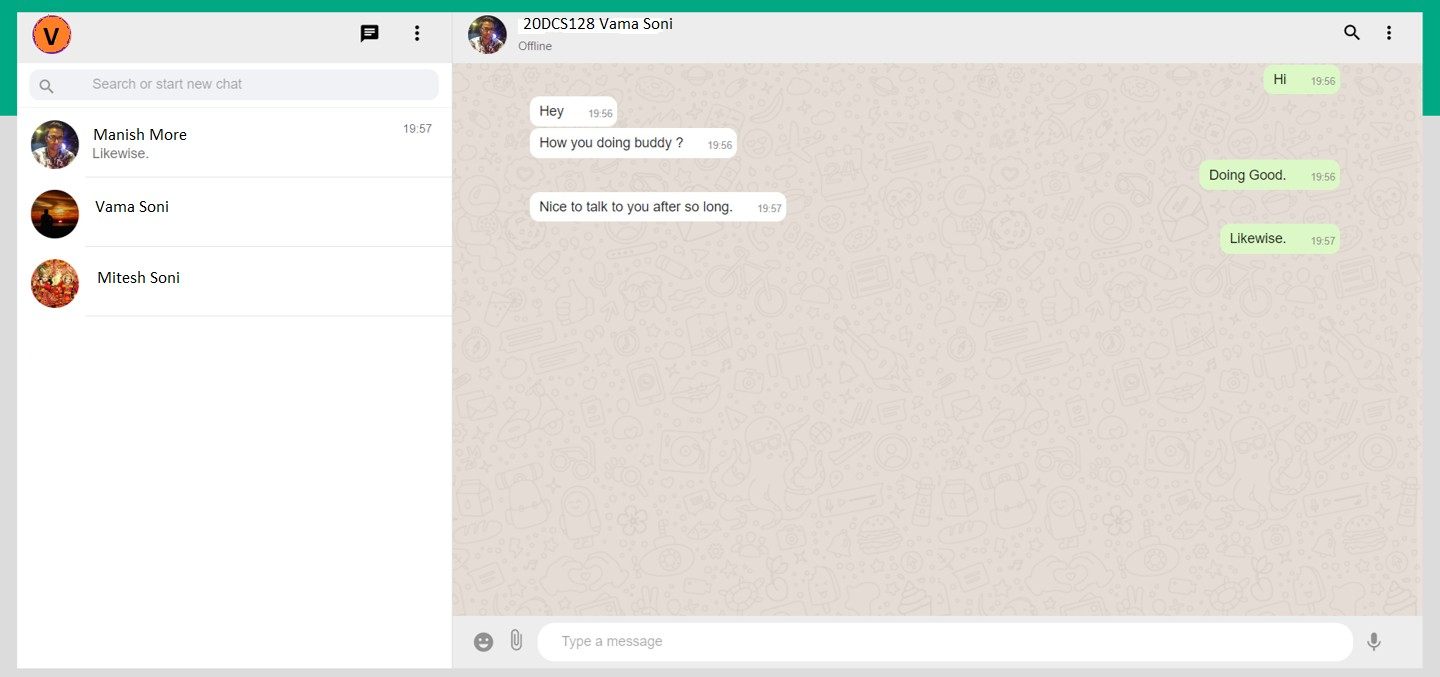 V
Search or start new chat
Manish More 19:57
Likewise.
Vama Soni
Mitesh Soni
20DCS128 Vama Soni
Offline
Hi 19:56
Hey 19:56
How you doing buddy ? 19:56
Doing Good. 19:56
Nice to talk to you after so long. 19:57
Likewise. 19:57
Type a message